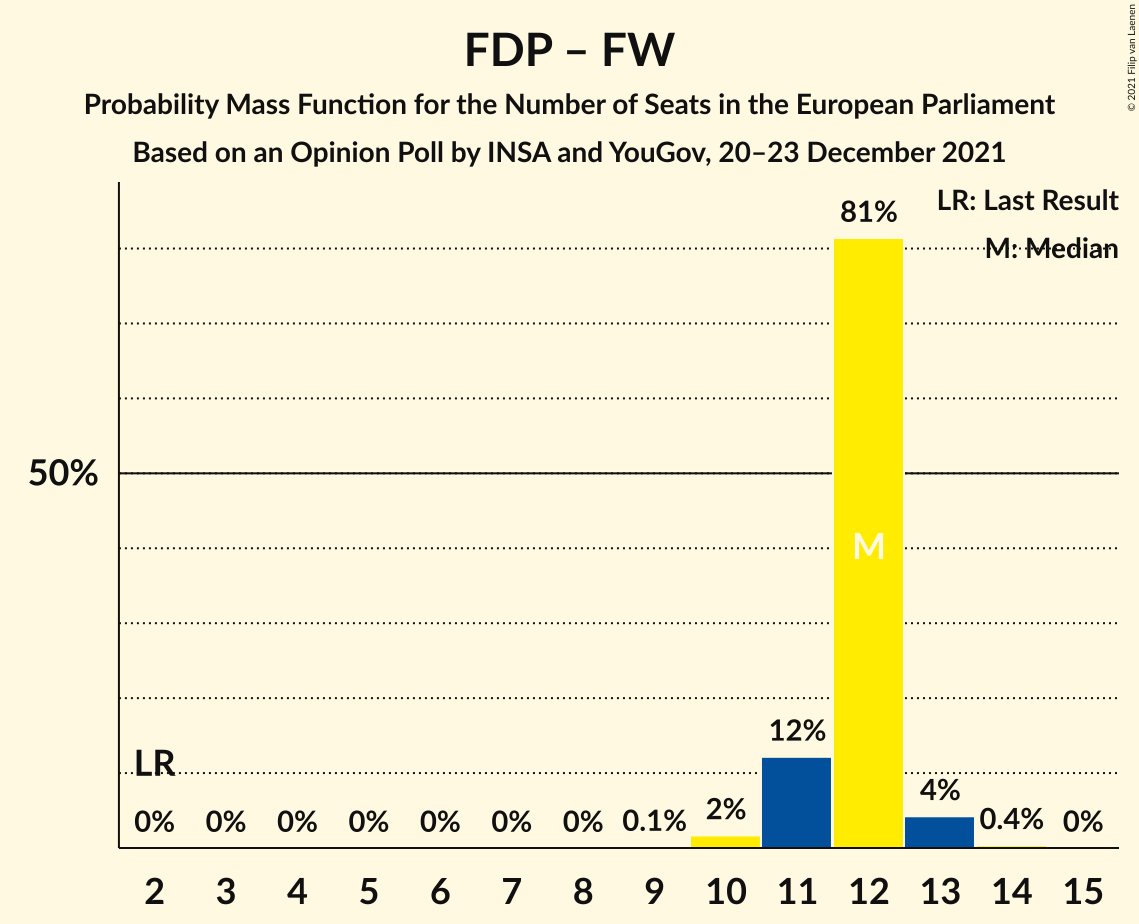 FDP – FW
Probability Mass Function for the Number of Seats in the European Parliament
Based on an Opinion Poll by INSA and YouGov, 20–23 December 2021
© 2021 Filip van Laenen
LR: Last Result
M: Median
81%
50%
M
12%
LR
4%
0% 0% 0% 0% 0% 0% 0% 0.1% 2% 0.4% 0%
2 3 4 5 6 7 8 9 10 11 12 13 14 15